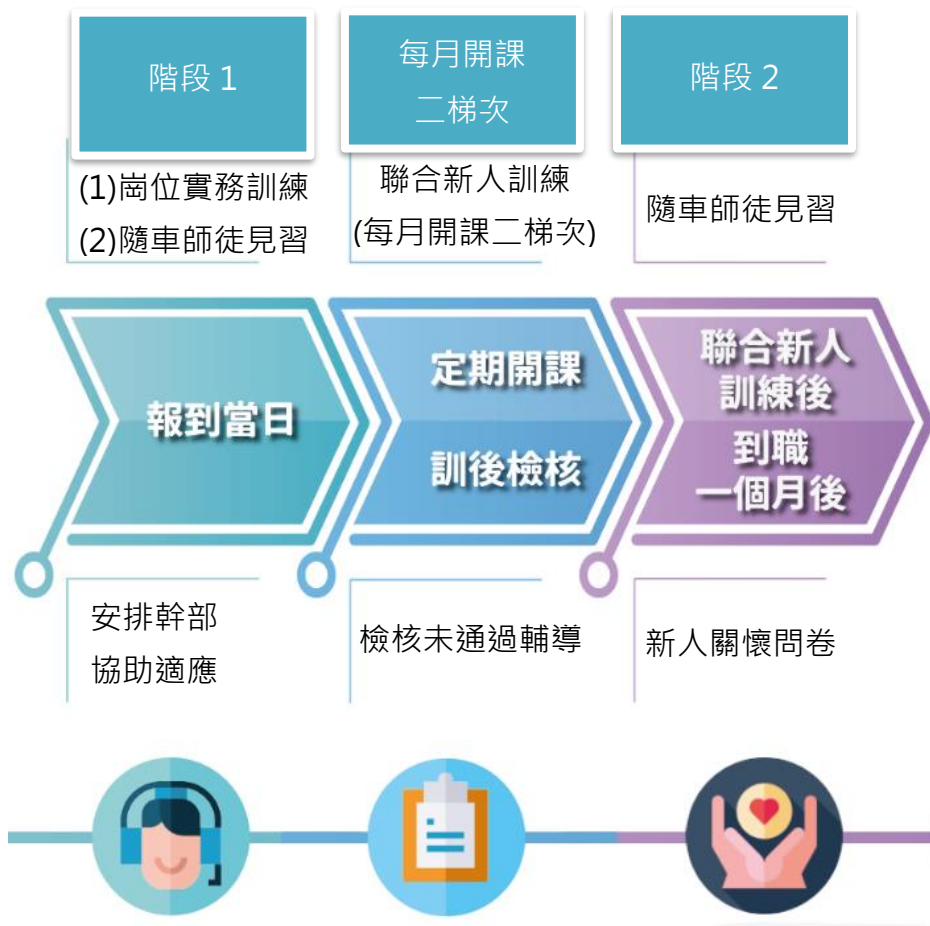 階段 1
每月開課
二梯次
階段 2
(1)崗位實務訓練
(2)隨車師徒見習
聯合新人訓練
(每月開課二梯次)
隨車師徒見習
報到當日
定期開課
訓後檢核
聯合新人
訓練後
到職
一個月後
安排幹部
協助適應
檢核未通過輔導
新人關懷問卷